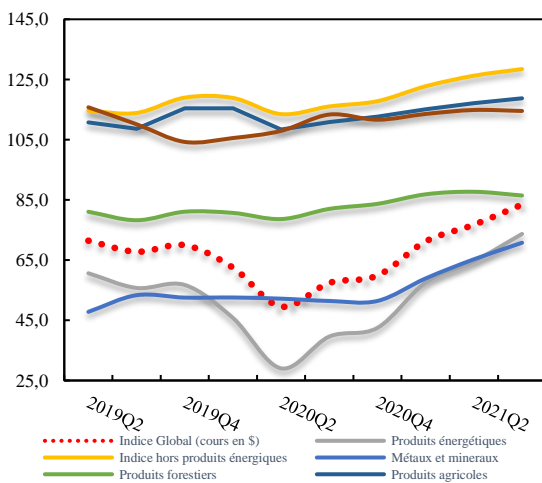 145,0
125,0
105,0
85,0
65,0
45,0
25,0
2019Q2 2019Q4 2020Q2 2020Q4 2021Q2
Indice Global (cours en $) Produits énergétiques
Indice hors produits énergiques Métaux et mineraux
Produits forestiers Produits agricoles